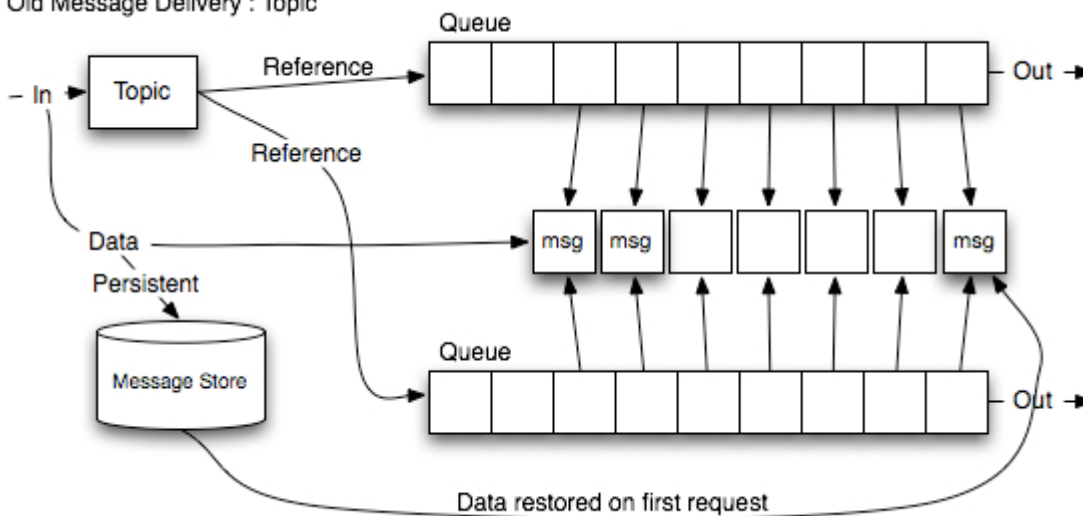 Old Message Delivery : Topic
Queue
In
Topic
Reference
Out
Reference
Data
msg
msg
msg
Persistent
Queue
Message Store
Out
Data restored on first request